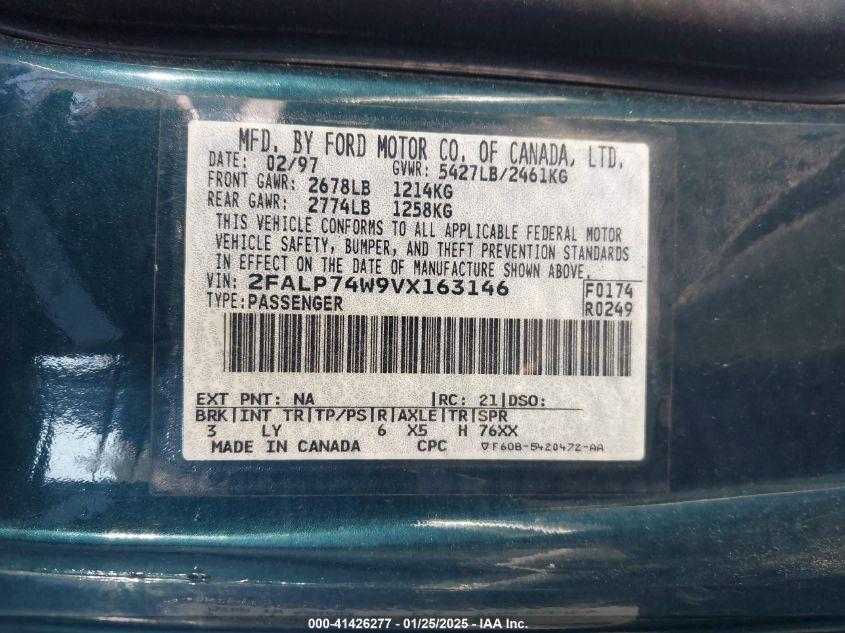 MFD. BY FORD MOTOR CO. OF CANADA, LTD.
DATE: 02/97 GVWR: 5427LB/2461KG
FRONT GAWR: 2678LB 1214KG
REAR GAWR: 2774LB 1258KG
THIS VEHICLE CONFORMS TO ALL APPLICABLE FEDERAL MOTOR
VEHICLE SAFETY, BUMPER, AND THEFT PREVENTION STANDARDS
IN EFFECT ON THE DATE OF MANUFACTURE SHOWN ABOVE.
VIN: 2FALP74W9VX163146 F0174
TYPE: PASSENGER R0249
EXT PNT: NA |RC: 21|DSO:
BRK|INT TR|TP/PS|R|AXLE|TR|SPR
3 LY 6 X5 H 76XX
MADE IN CANADA CPC ▽F60B-5420472-AA
000-41426277 - 01/25/2025 - IAA Inc.